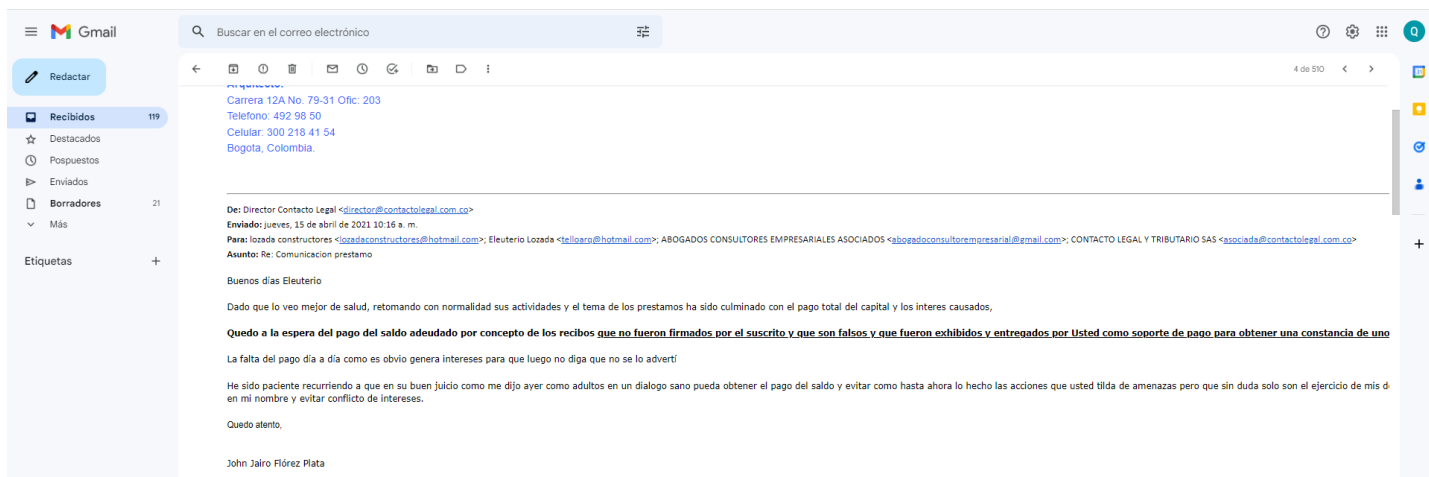 Gmail
Buscar en el correo electrónico
Q
Redactar
4 de 510
Arquitecto.
Carrera 12A No. 79-31 Ofic: 203
Telefono: 492 98 50
Celular: 300 218 41 54
Bogota, Colombia.
Recibidos 119
Destacados
Pospuestos
Enviados
Borradores 21
Más
Etiquetas
De: Director Contacto Legal <director@contactolegal.com.co>
Enviado: jueves, 15 de abril de 2021 10:16 a. m.
Para: lozada constructores <lozadaconstructores@hotmail.com>; Eleuterio Lozada <telloarq@hotmail.com>; ABOGADOS CONSULTORES EMPRESARIALES ASOCIADOS <abogadoconsultorempresarial@gmail.com>; CONTACTO LEGAL Y TRIBUTARIO SAS <asociada@contactolegal.com.co>
Asunto: Re: Comunicacion prestamo
Buenos días Eleuterio
Dado que lo veo mejor de salud, retomando con normalidad sus actividades y el tema de los prestamos ha sido culminado con el pago total del capital y los interes causados,
Quedo a la espera del pago del saldo adeudado por concepto de los recibos que no fueron firmados por el suscrito y que son falsos y que fueron exhibidos y entregados por Usted como soporte de pago para obtener una constancia de uno
La falta del pago día a día como es obvio genera intereses para que luego no diga que no se lo advertí
He sido paciente recurriendo a que en su buen juicio como me dijo ayer como adultos en un dialogo sano pueda obtener el pago del saldo y evitar como hasta ahora lo hecho las acciones que usted tilda de amenazas pero que sin duda solo son el ejercicio de mis
en mi nombre y evitar conflicto de intereses.
Quedo atento,
John Jairo Flórez Plata